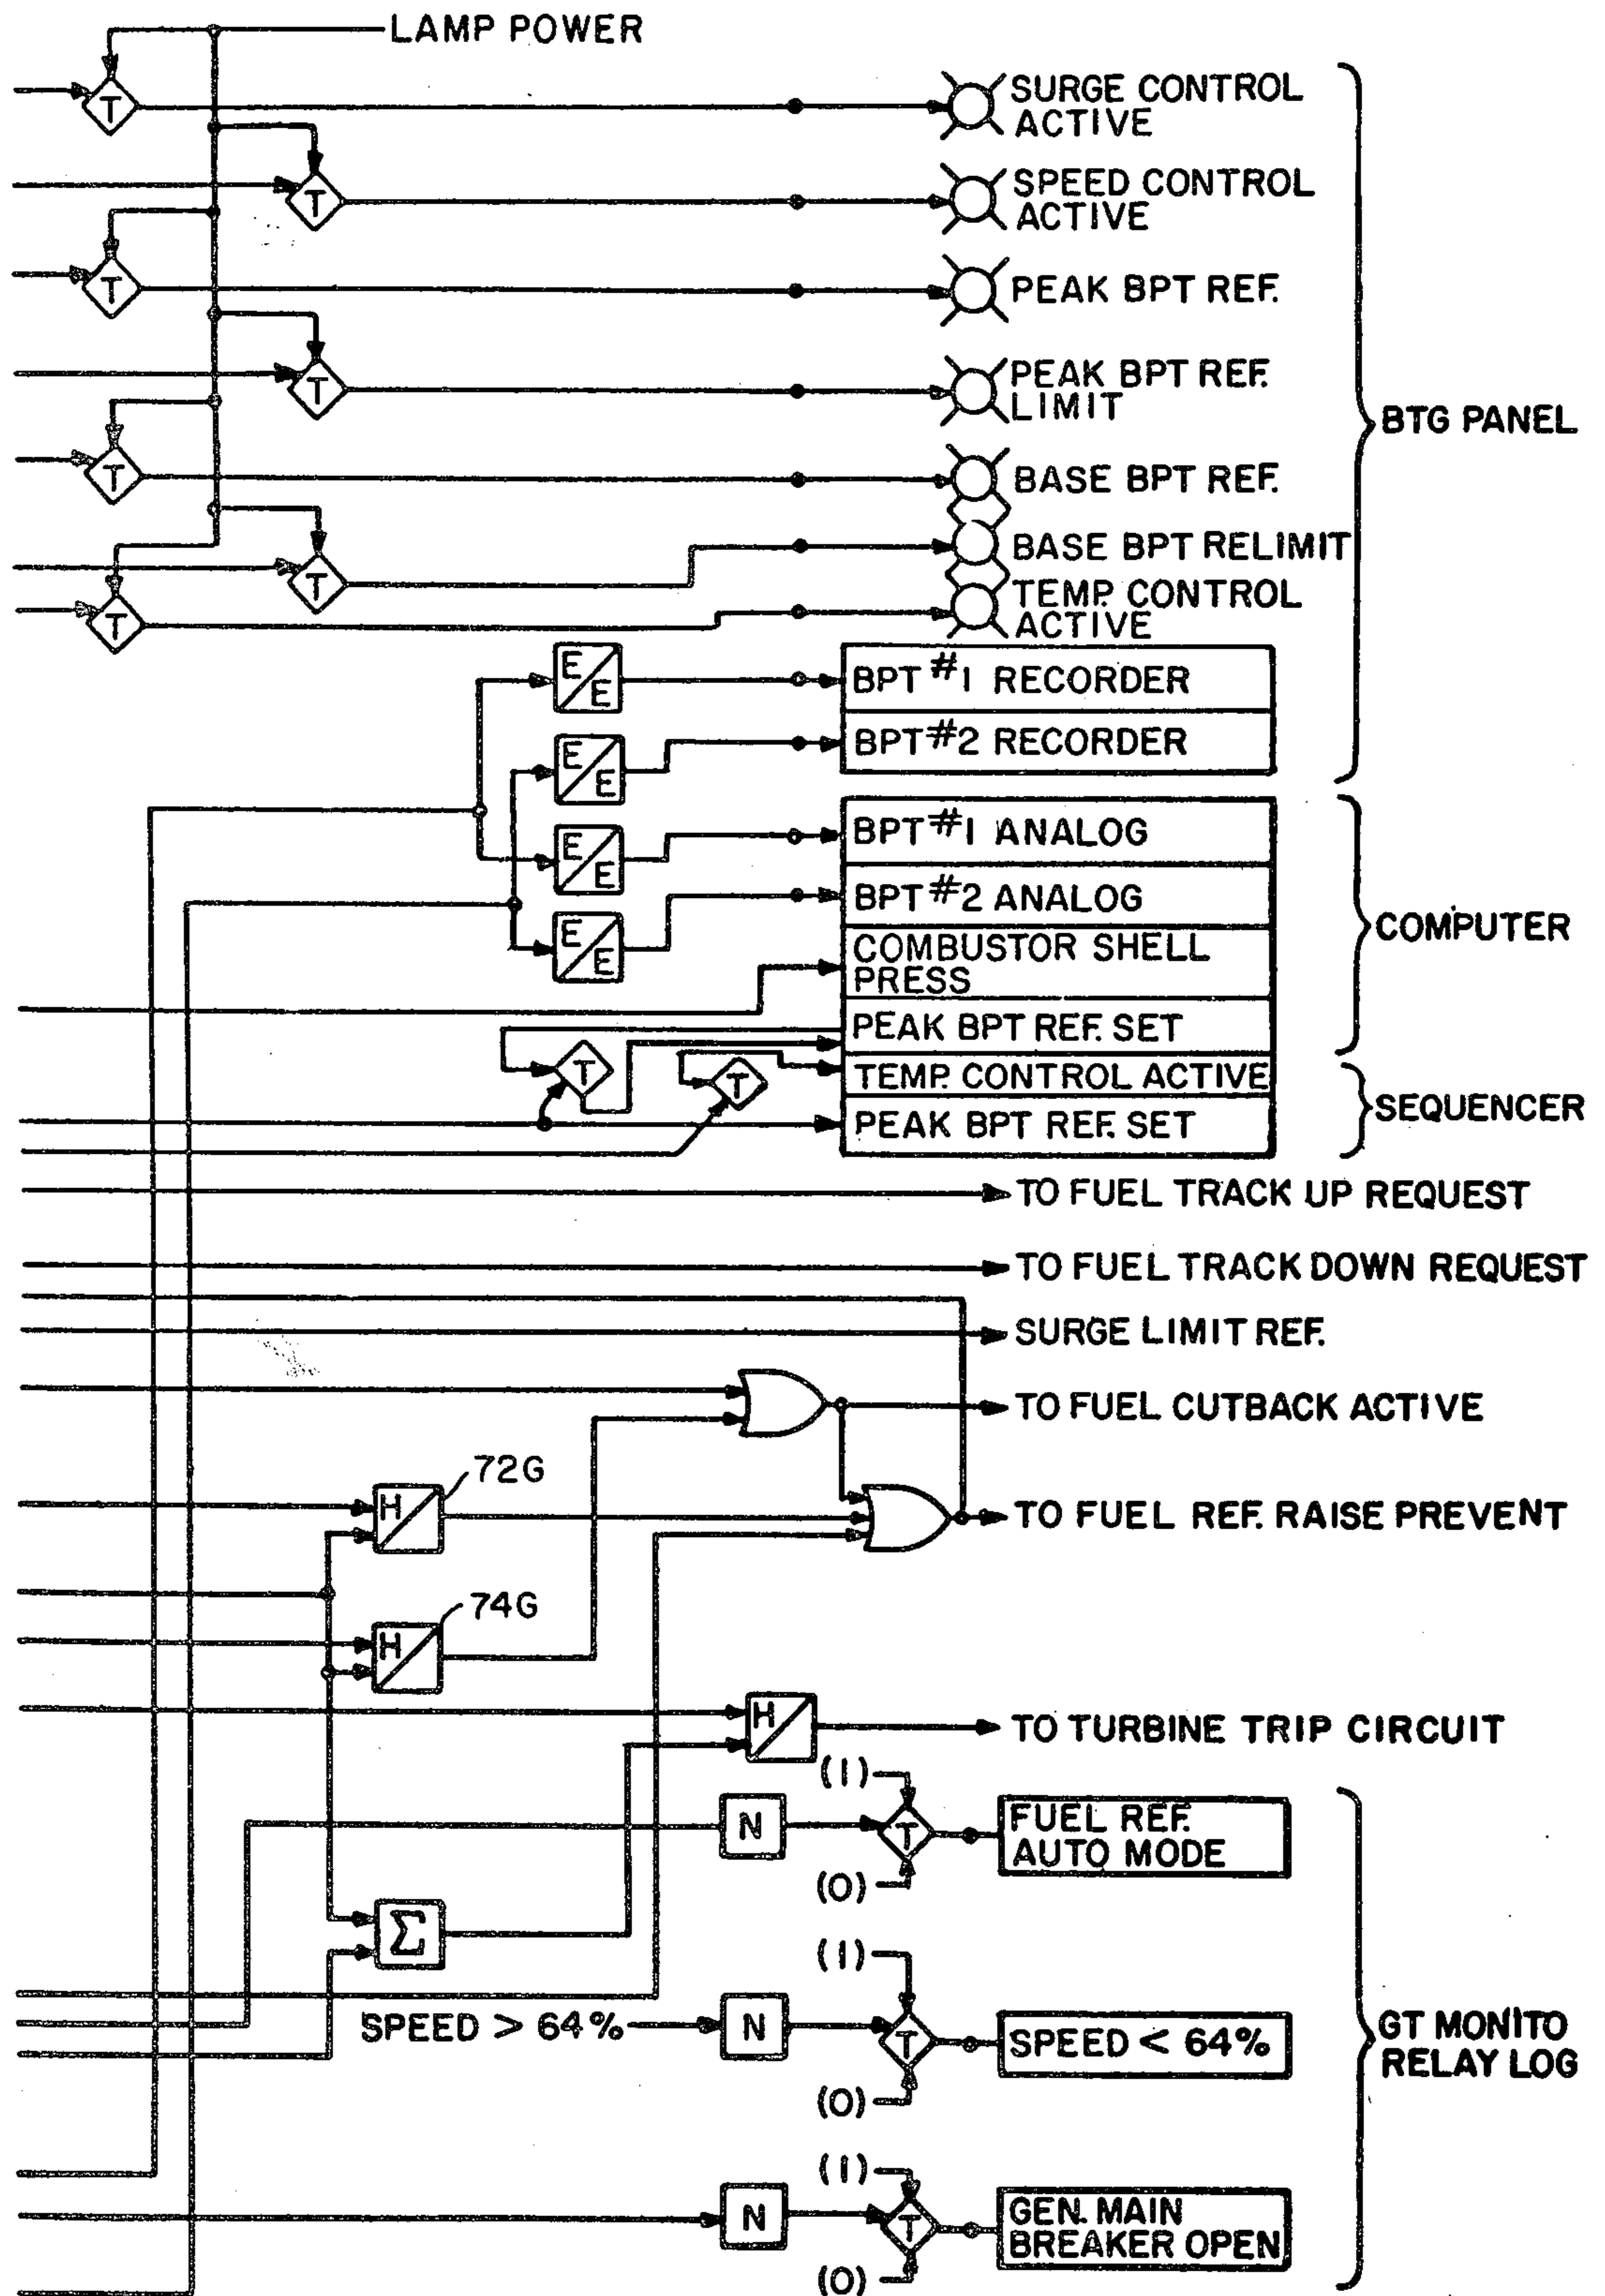 LAMP POWER
T
SURGE CONTROL
ACTIVE
T
SPEED CONTROL
ACTIVE
T
PEAK BPT REF.
T
PEAK BPT REF.
LIMIT
BTG PANEL
T
BASE BPT REF.
T
BASE BPT RELIMIT
T
TEMP. CONTROL
ACTIVE
E/E
BPT #1 RECORDER
E/E
BPT #2 RECORDER
E/E
BPT #1 ANALOG
E/E
BPT #2 ANALOG
COMPUTER
COMBUSTOR SHELL
PRESS
PEAK BPT REF. SET
T
T
TEMP. CONTROL ACTIVE
SEQUENCER
PEAK BPT REF. SET
TO FUEL TRACK UP REQUEST
TO FUEL TRACK DOWN REQUEST
SURGE LIMIT REF.
TO FUEL CUTBACK ACTIVE
72G
H/
TO FUEL REF. RAISE PREVENT
74G
H/
H/
TO TURBINE TRIP CIRCUIT
(1)
N
T
FUEL REF.
AUTO MODE
(0)
Σ
(1)
SPEED > 64%
N
T
SPEED < 64%
GT MONITO
RELAY LOG
(0)
(1)
N
T
GEN. MAIN
BREAKER OPEN
(0)